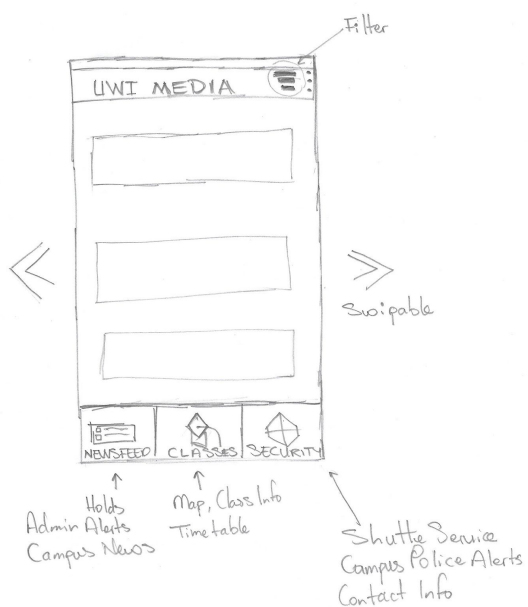 Filter
UWI MEDIA
Swipable
NEWSFEED
CLASSES
SECURITY
Holds
Admin Alerts
Campus News
Map, Class Info
Timetable
Shuttle Service
Campus Police Alerts
Contact Info